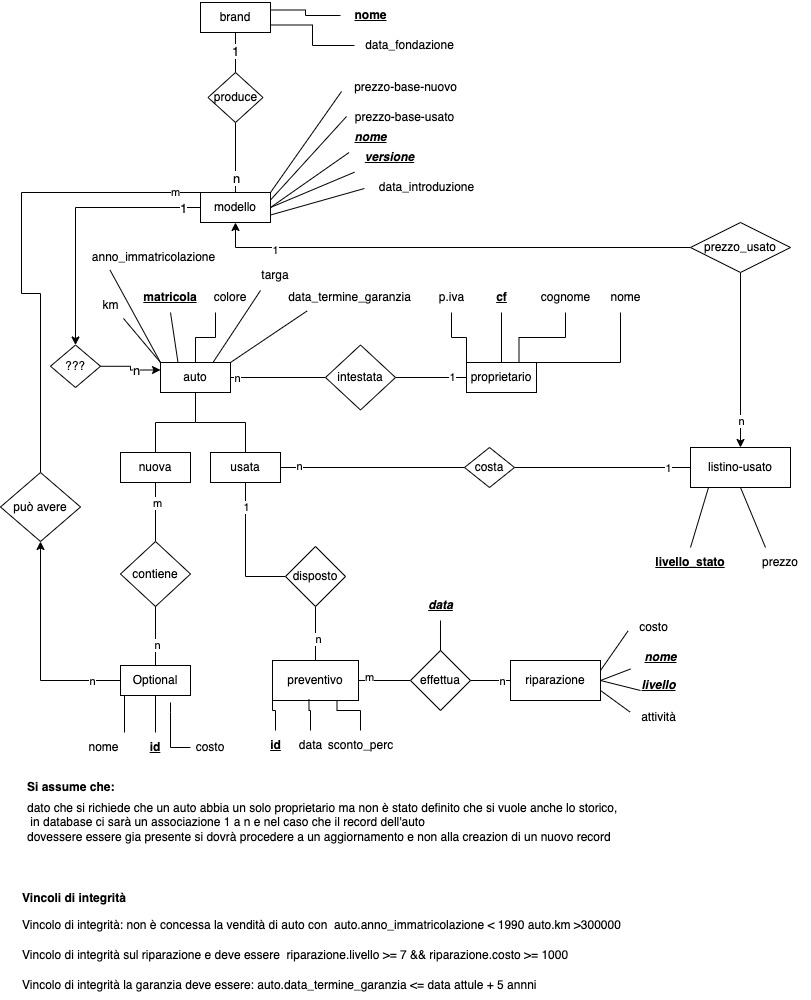 brand
nome
data_fondazione
1
produce
prezzo-base-nuovo
prezzo-base-usato
nome
versione
data_introduzione
n
m
modello
1
1
prezzo_usato
anno_immatricolazione
targa
km
matricola
colore
data_termine_garanzia
p.iva
cf
cognome
nome
???
n
auto
n
intestata
1
proprietario
n
nuova
usata
n
costa
1
listino-usato
può avere
m
1
livello_stato
prezzo
contiene
disposto
data
n
n
costo
nome
n
Optional
preventivo
m
effettua
n
riparazione
livello
attività
nome
id
costo
id
data
sconto_perc
Si assume che:
dato che si richiede che un auto abbia un solo proprietario ma non è stato definito che si vuole anche lo storico,
in database ci sarà un associazione 1 a n e nel caso che il record dell'auto
dovessere essere gia presente si dovrà procedere a un aggiornamento e non alla creazion di un nuovo record
Vincoli di integrità
Vincolo di integrità: non è concessa la vendità di auto con auto.anno_immatricolazione < 1990 auto.km >300000
Vincolo di integrità sul riparazione e deve essere riparazione.livello >= 7 && riparazione.costo >= 1000
Vincolo di integrità la garanzia deve essere: auto.data_termine_garanzia <= data attule + 5 annni